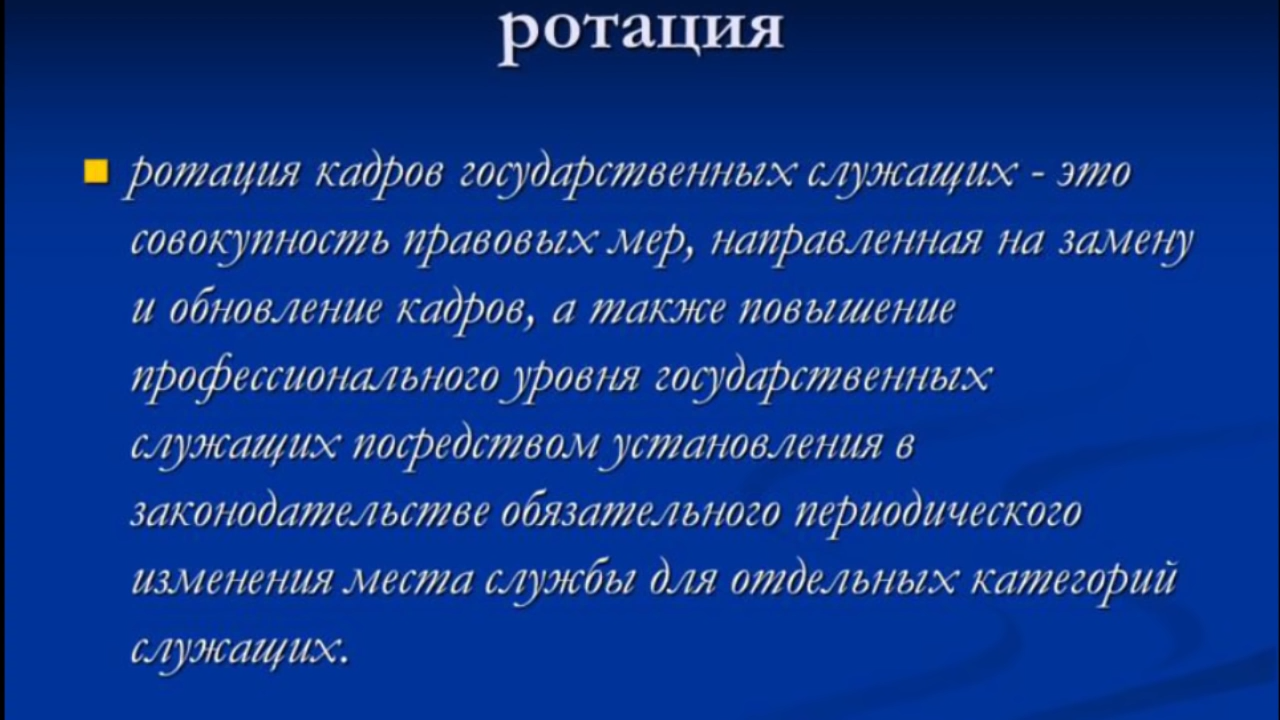 ротация
ротация кадров государственных служащих - это
совокупность правовых мер, направленная на замену
и обновление кадров, а также повышение
профессионального уровня государственных
служащих посредством установления в
законодательстве обязательного периодического
изменения места службы для отдельных категорий
служащих.